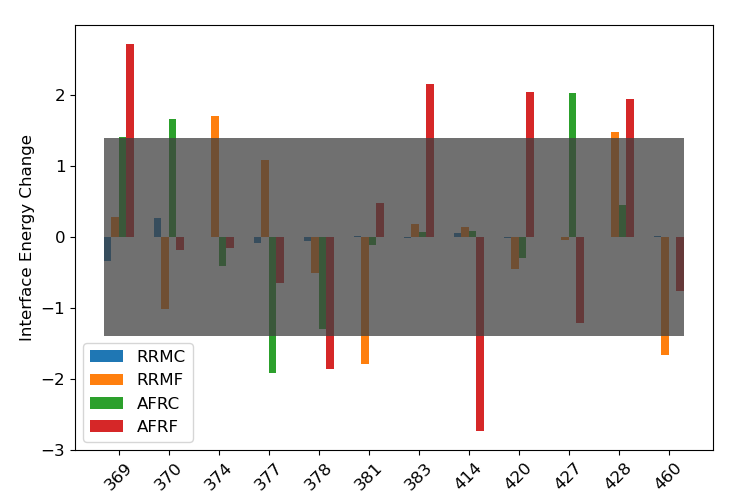 Interface Energy Change
2
1
0
−1
−2
−3
RRMC
RRMF
AFRC
AFRF
369 370 374 377 378 381 383 414 420 427 428 460